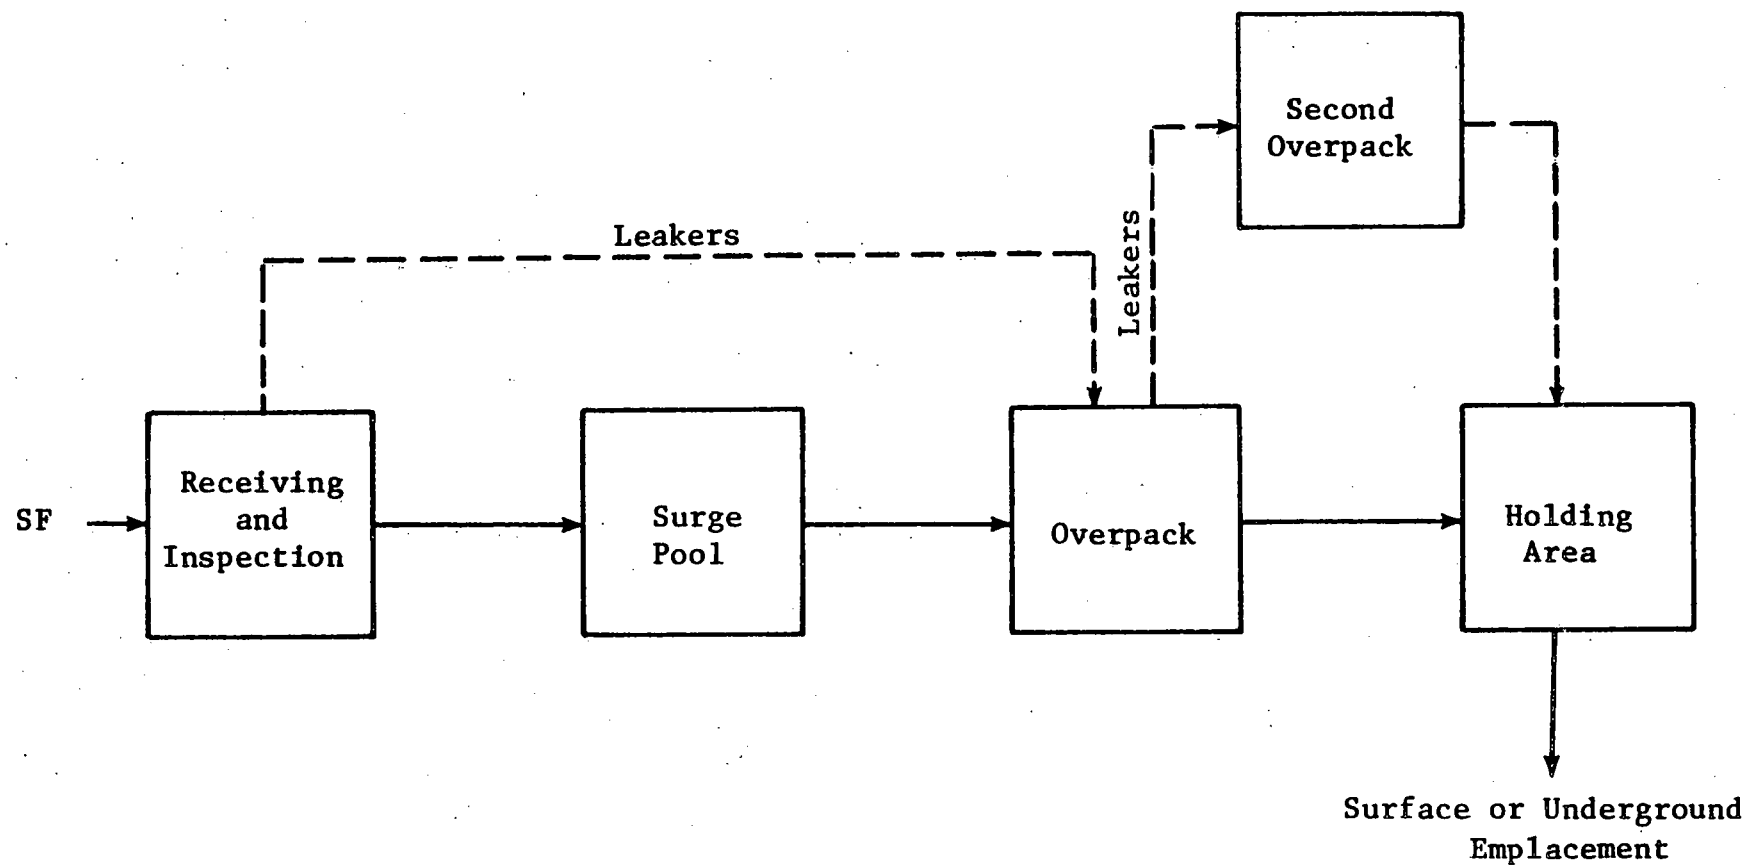 Second
Overpack
Leakers
Leakers
SF
Receiving
and
Inspection
Surge
Pool
Overpack
Holding
Area
Surface or Underground
Emplacement